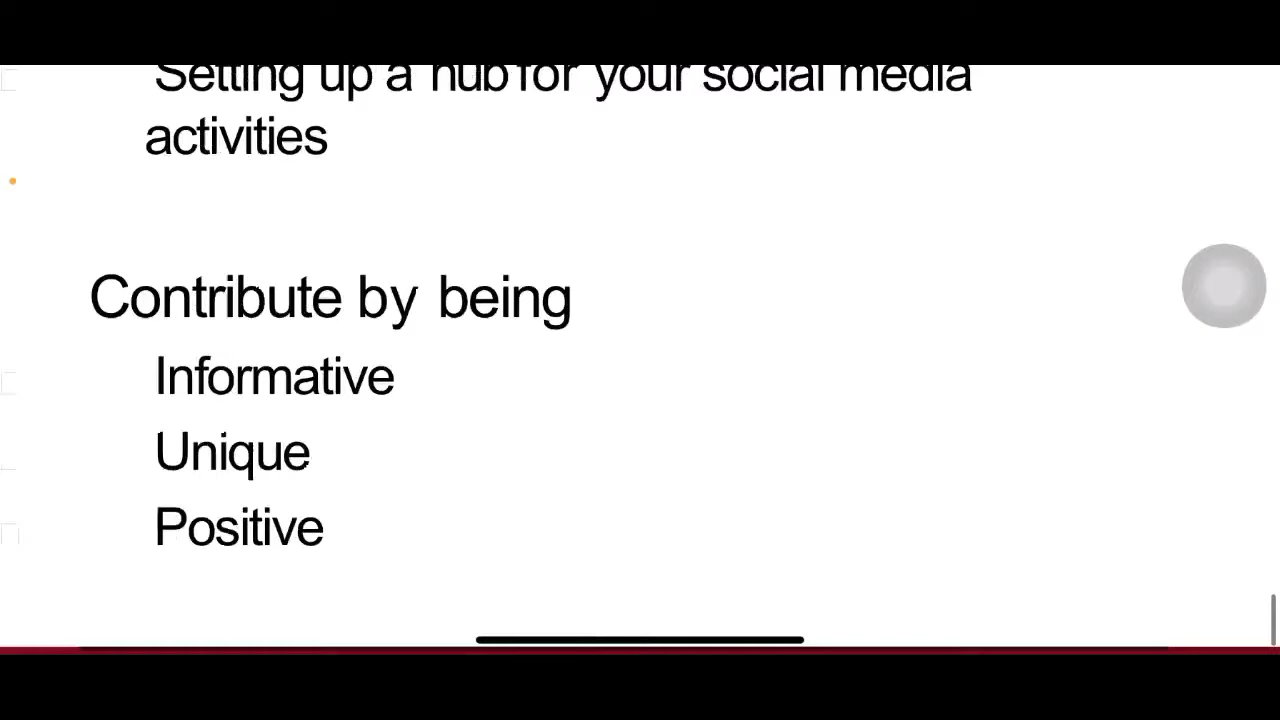 Setting up a hub for your social media
activities
Contribute by being
Informative
Unique
Positive